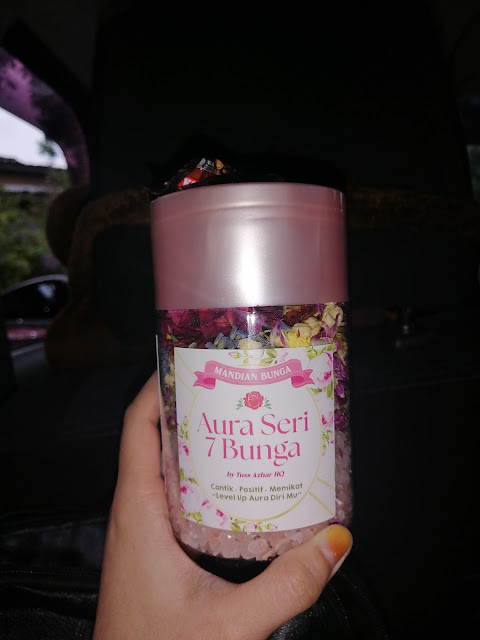 MANDIAN BUNGA
Aura Seri
7 Bunga
by Yuss Azhar HQ
Cantik . Positif . Memikat
~Level Up Aura Diri Mu~